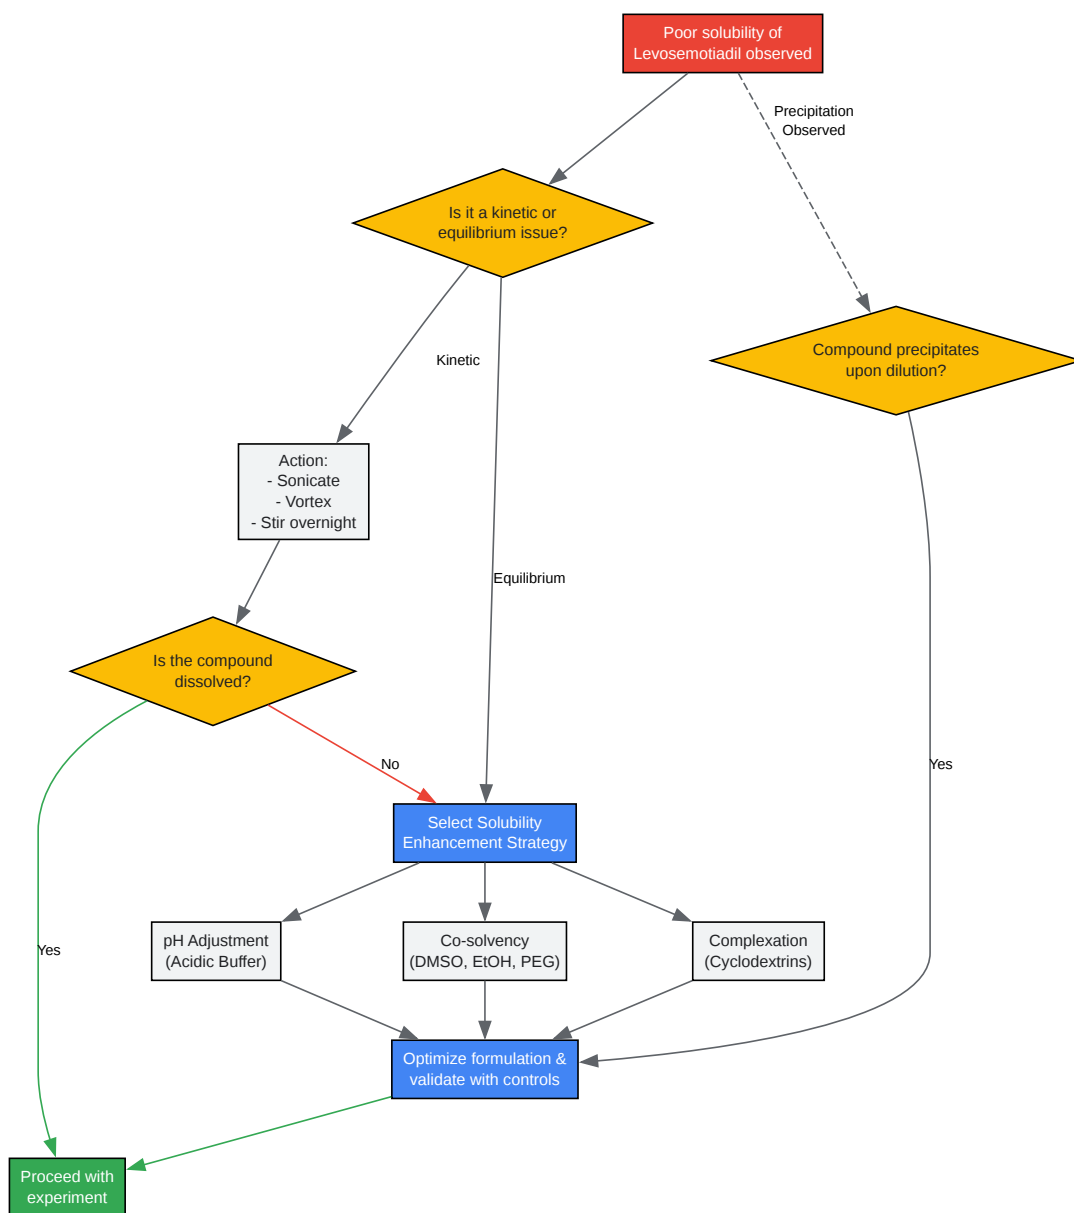 Poor solubility of
Levosemotiadil observed
Precipitation
Observed
Is it a kinetic or
equilibrium issue?
Compound precipitates
upon dilution?
Kinetic
Action:
- Sonicate
- Vortex
- Stir overnight
Equilibrium
Is the compound
dissolved?
No
Yes
Select Solubility
Enhancement Strategy
pH Adjustment
(Acidic Buffer)
Co-solvency
(DMSO, EtOH, PEG)
Complexation
(Cyclodextrins)
Yes
Optimize formulation &
validate with controls
Proceed with
experiment